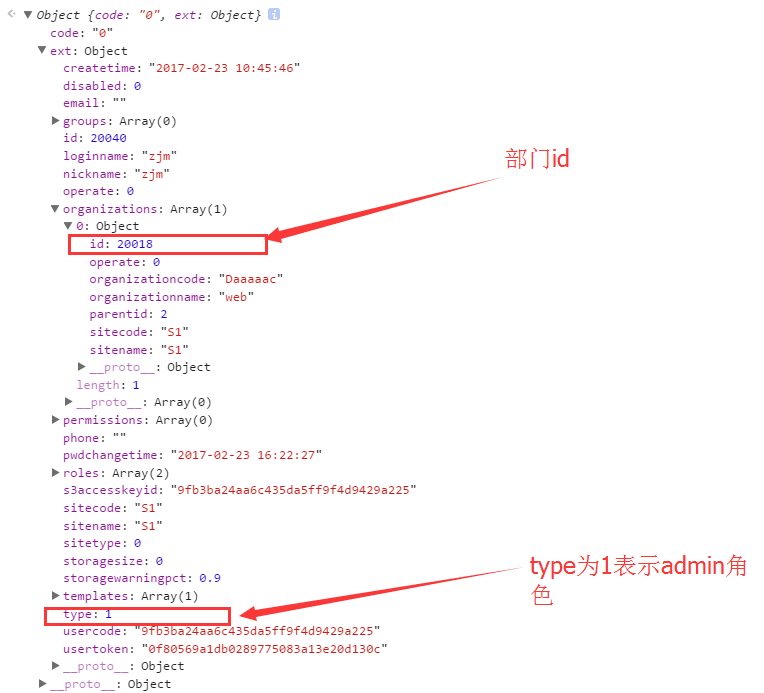 Object {code: "0", ext: Object}
code: "0"
ext: Object
createtime: "2017-02-23 10:45:46"
disabled: 0
email: ""
groups: Array(0)
id: 20040
loginname: "zjm"
nickname: "zjm"
operate: 0
organizations: Array(1)
0: Object
id: 20018
operate: 0
organizationcode: "Daaaaac"
organizationname: "web"
parentid: 2
sitecode: "S1"
sitename: "S1"
__proto__: Object
length: 1
__proto__: Array(0)
permissions: Array(0)
phone: ""
pwdchangetime: "2017-02-23 16:22:27"
roles: Array(2)
s3accesskeyid: "9fb3ba24aa6c435da5ff9f4d9429a225"
sitecode: "S1"
sitename: "S1"
sitetype: 0
storagesize: 0
storagewarningpct: 0.9
templates: Array(1)
type: 1
usercode: "9fb3ba24aa6c435da5ff9f4d9429a225"
usertoken: "0f80569a1db0289775083a13e20d130c"
__proto__: Object
__proto__: Object
部门id
type为1表示admin角
色